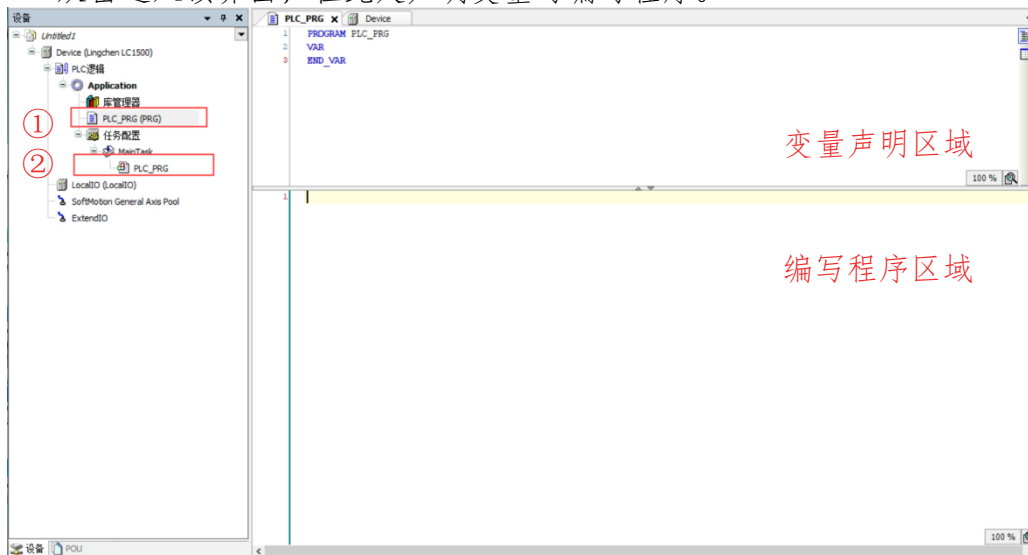 设备
Untitled1
Device (Lingchen LC1500)
PLC逻辑
Application
库管理器
① PLC_PRG (PRG)
任务配置
MainTask
② PLC_PRG
LocalIO (LocalIO)
SoftMotion General Axis Pool
ExtendIO
设备 POU
PLC_PRG Device
1 PROGRAM PLC_PRG
2 VAR
3 END_VAR
变量声明区域
100 %
1
编写程序区域
100 %